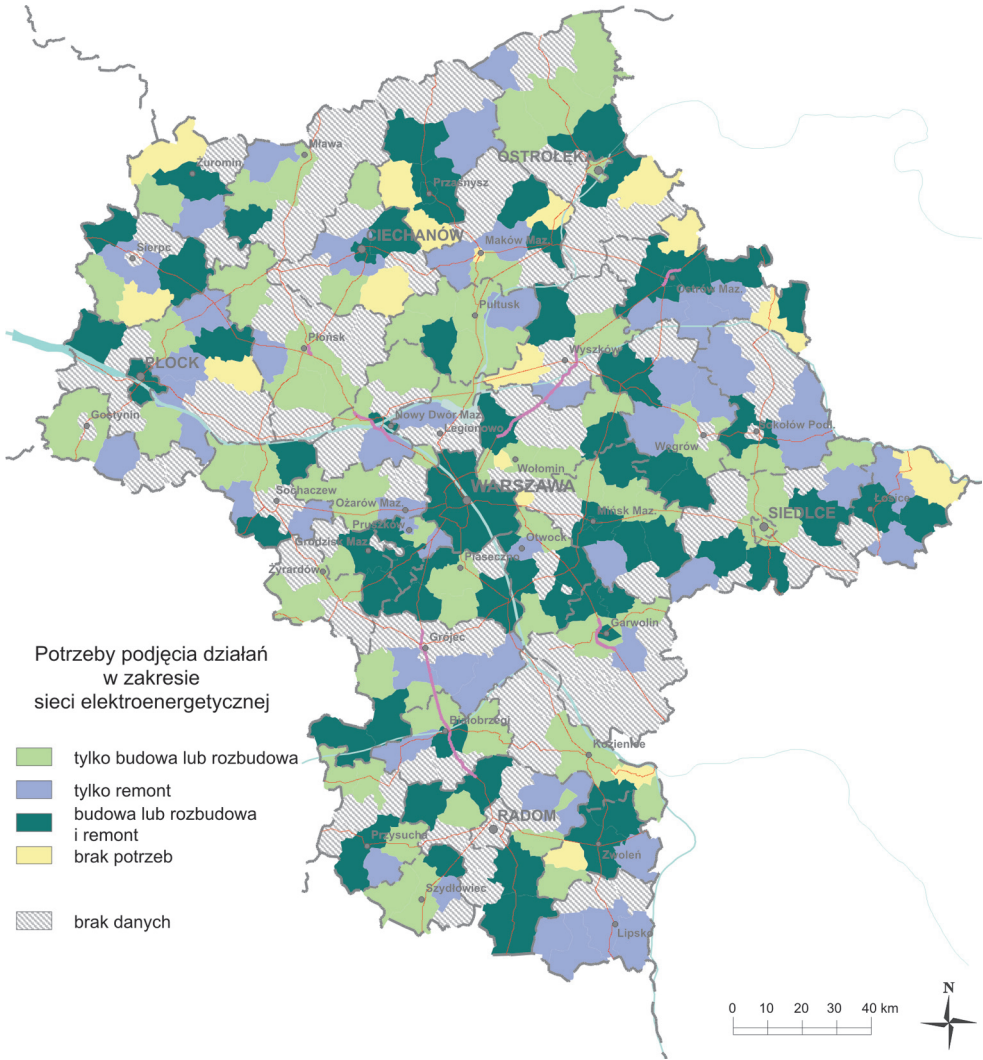 Mława
OSTROŁĘKA
Żuromin
Przasnysz
CIECHANÓW
Maków Maz.
Sierpc
Ostrów Maz.
Pułtusk
Płońsk
Wyszków
PŁOCK
Gostynin
Nowy Dwór Maz.
Legionowo
Sokołów Podl.
Węgrów
Wołomin
WARSZAWA
Sochaczew
Ożarów Maz.
Łosice
Mińsk Maz.
SIEDLCE
Pruszków
Grodzisk Maz.
Otwock
Piaseczno
Żyrardów
Garwolin
Grójec
Białobrzegi
Kozienice
RADOM
Przysucha
Zwoleń
Szydłowiec
Lipsko
Potrzeby podjęcia działań
w zakresie
sieci elektroenergetycznej
tylko budowa lub rozbudowa
tylko remont
budowa lub rozbudowa
i remont
brak potrzeb
brak danych
N
0 10 20 30 40 km